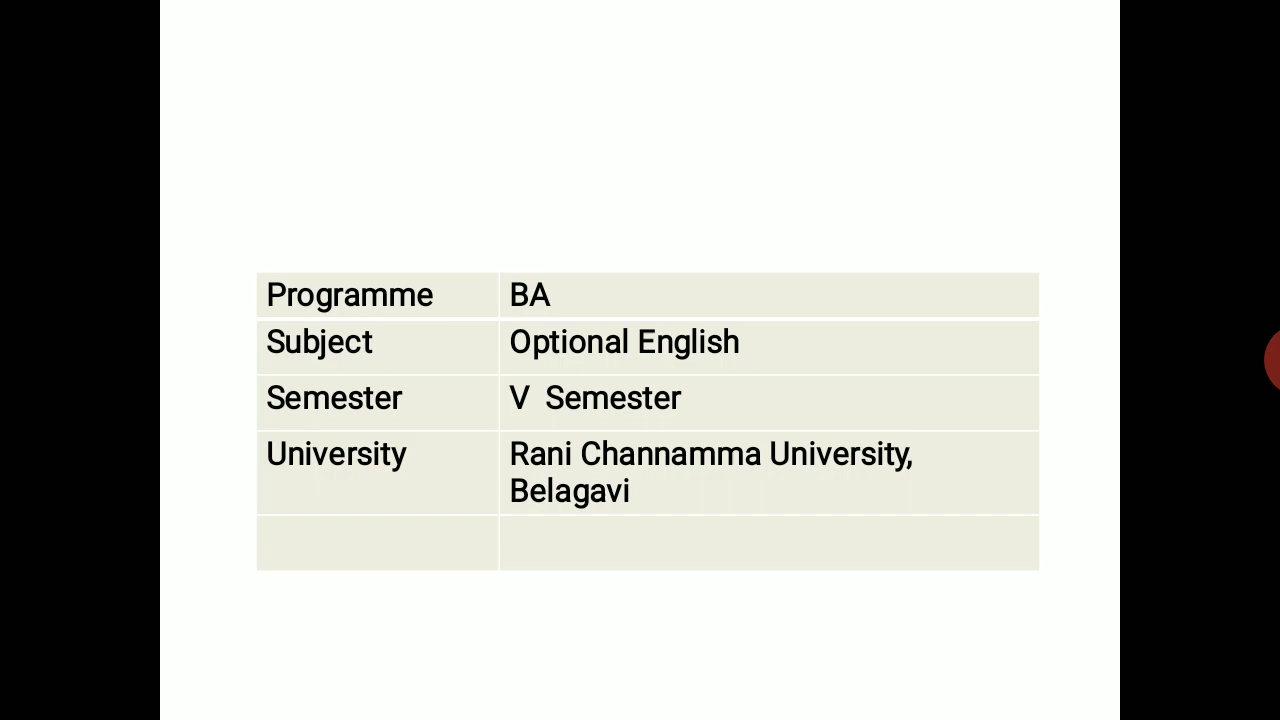 Programme BA
Subject Optional English
Semester V Semester
University Rani Channamma University,
Belagavi